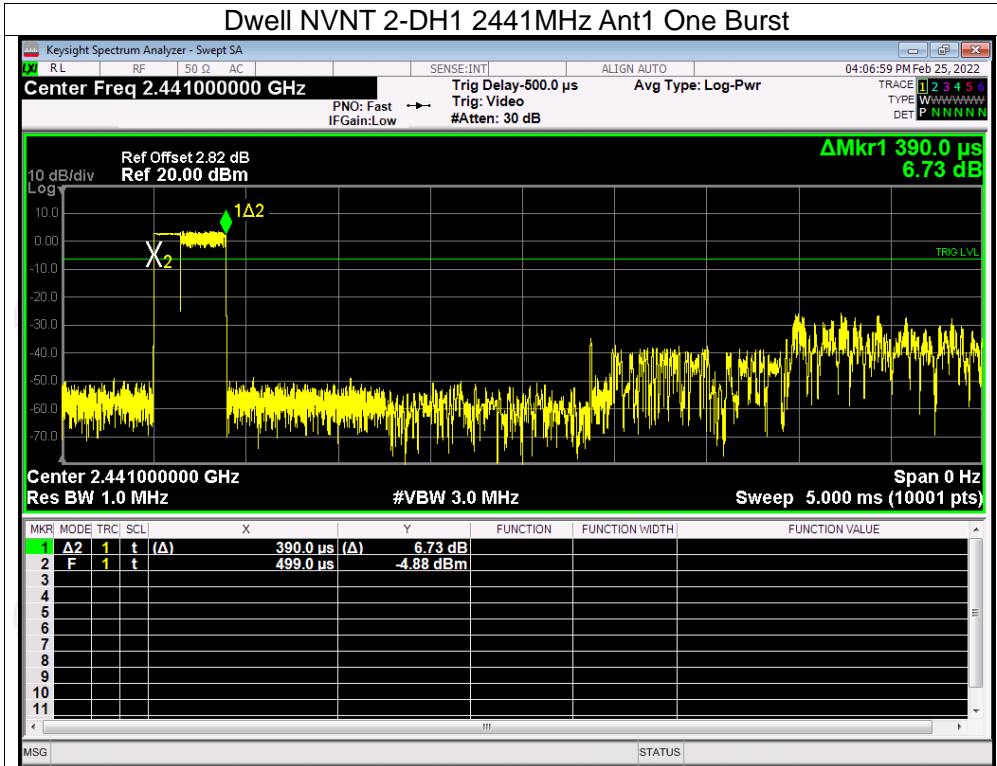 Dwell NVNT 2-DH1 2441MHz Ant1 One Burst
Keysight Spectrum Analyzer - Swept SA
LXI RL RF 50 Ω AC SENSE:INT ALIGN AUTO 04:06:59 PM Feb 25, 2022
Center Freq 2.441000000 GHz
PNO: Fast
IFGain:Low
Trig Delay-500.0 µs
Trig: Video
#Atten: 30 dB
Avg Type: Log-Pwr
TRACE 1 2 3 4 5 6
TYPE WWWWWW
DET P N N N N N
ΔMkr1 390.0 µs
6.73 dB
Ref Offset 2.82 dB
10 dB/div Ref 20.00 dBm
Log
10.0
0.00
-10.0
-20.0
-30.0
-40.0
-50.0
-60.0
-70.0
1Δ2
X2
TRIG LVL
Center 2.441000000 GHz Span 0 Hz
Res BW 1.0 MHz #VBW 3.0 MHz Sweep 5.000 ms (10001 pts)
MKR MODE TRC SCL X Y FUNCTION FUNCTION WIDTH FUNCTION VALUE
1 Δ2 1 t (Δ) 390.0 µs (Δ) 6.73 dB
2 F 1 t 499.0 µs -4.88 dBm
3
4
5
6
7
8
9
10
11
MSG STATUS